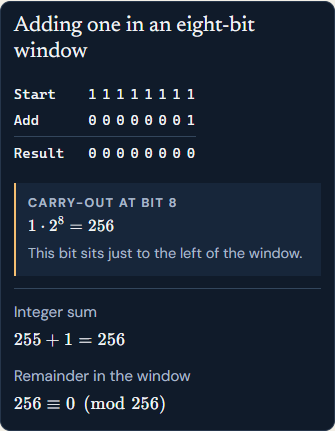 Adding one in an eight-bit
window
Start 1 1 1 1 1 1 1 1
Add 0 0 0 0 0 0 0 1
Result 0 0 0 0 0 0 0 0
CARRY-OUT AT BIT 8
1 · 2⁸ = 256
This bit sits just to the left of the window.
Integer sum
255 + 1 = 256
Remainder in the window
256 ≡ 0 (mod 256)